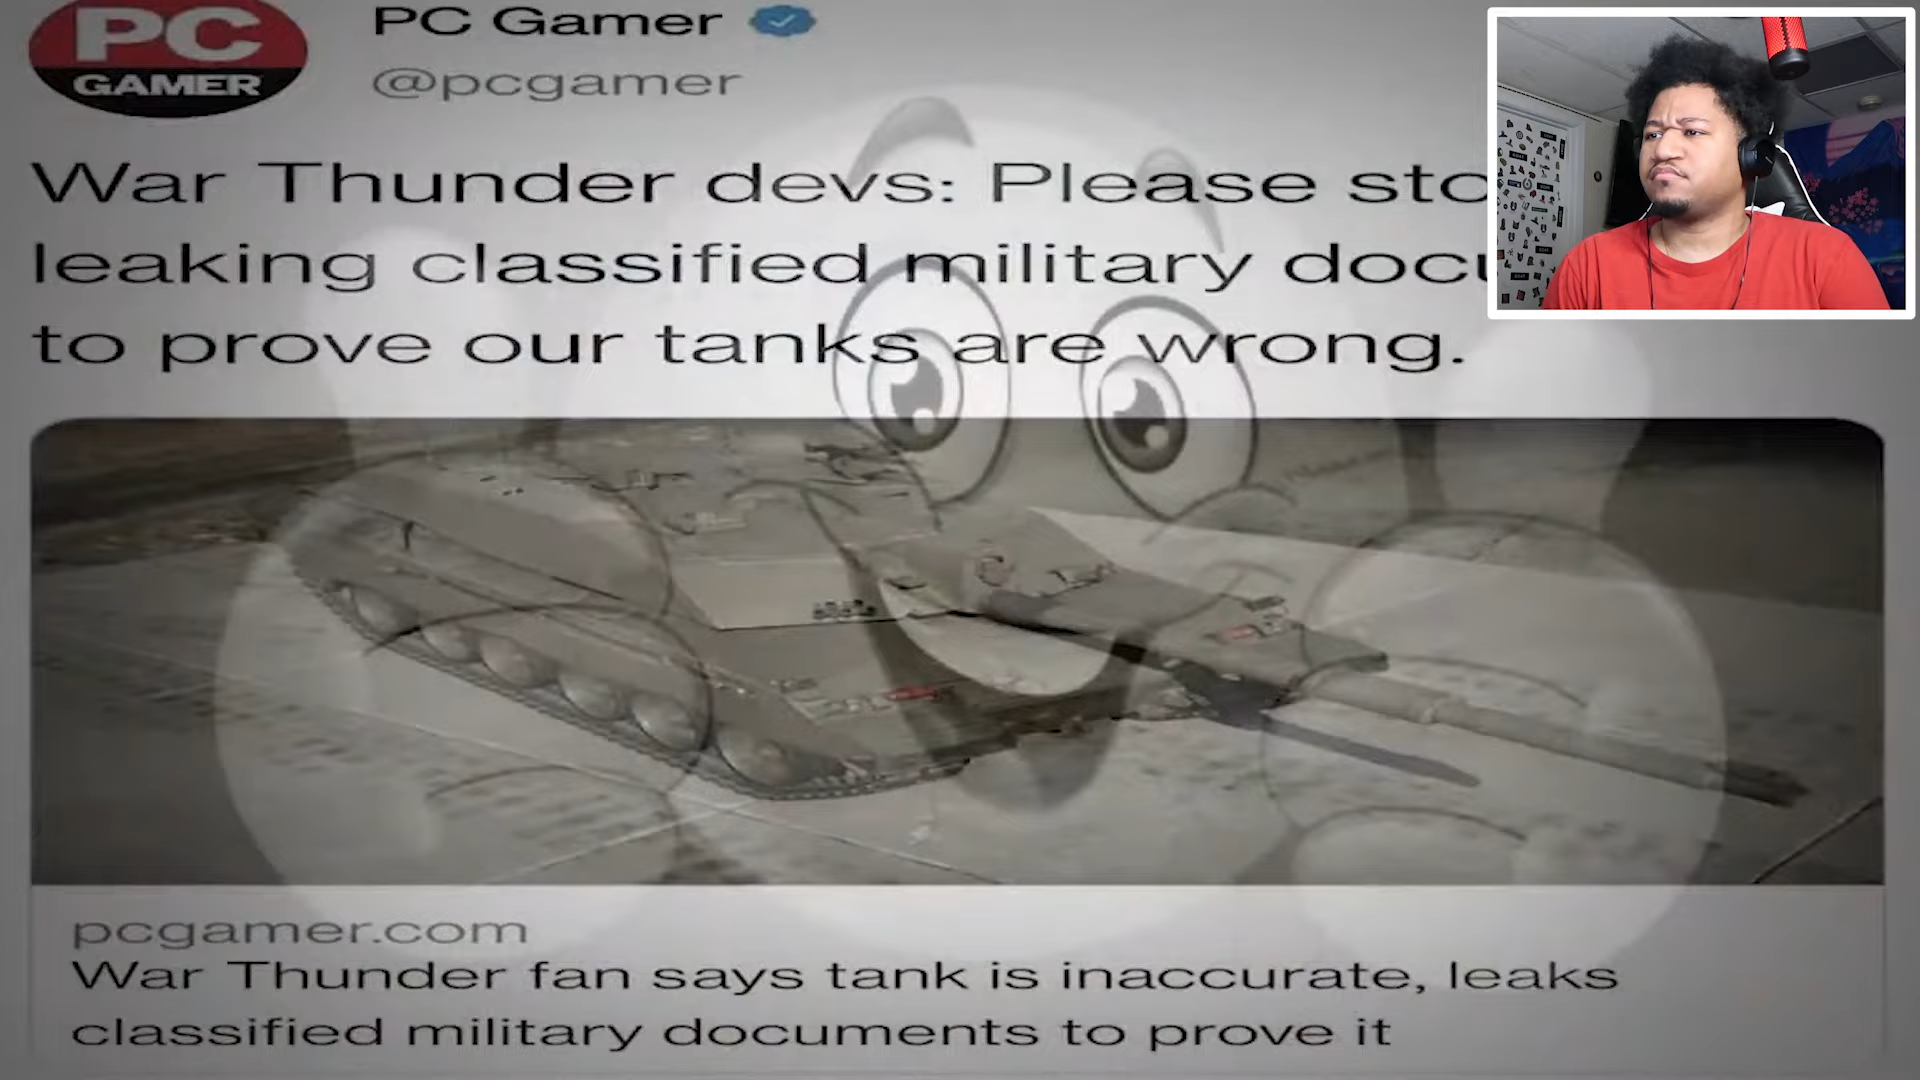 PC
GAMER
PC Gamer
@pcgamer
War Thunder devs: Please sto
leaking classified military docu
to prove our tanks are wrong.
pcgamer.com
War Thunder fan says tank is inaccurate, leaks
classified military documents to prove it